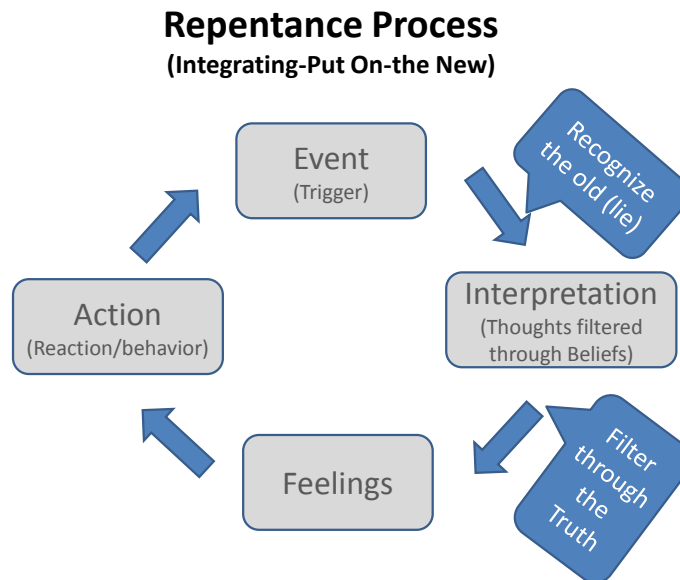 Repentance Process
(Integrating-Put On-the New)
Event
(Trigger)
Recognize
the old (lie)
Interpretation
(Thoughts filtered
through Beliefs)
Action
(Reaction/behavior)
Feelings
Filter
through
the
Truth